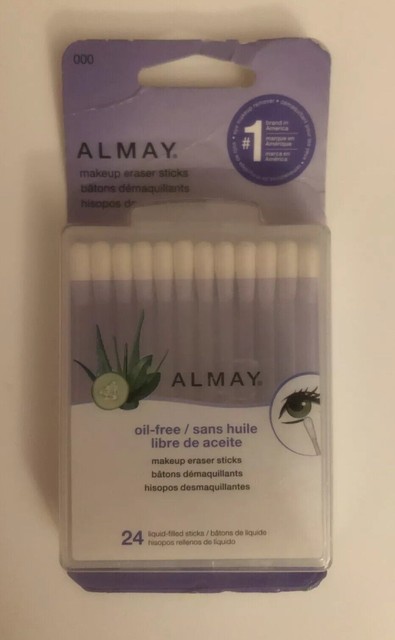 000
ALMAY®
makeup eraser sticks
bâtons démaquillants
hisopos de
#1
brand in
America
marque en
Amérique
marca en
América
ALMAY®
oil-free / sans huile
libre de aceite
makeup eraser sticks
bâtons démaquillants
hisopos desmaquillantes
24 liquid-filled sticks / bâtons de liquide
hisopos rellenos de líquido